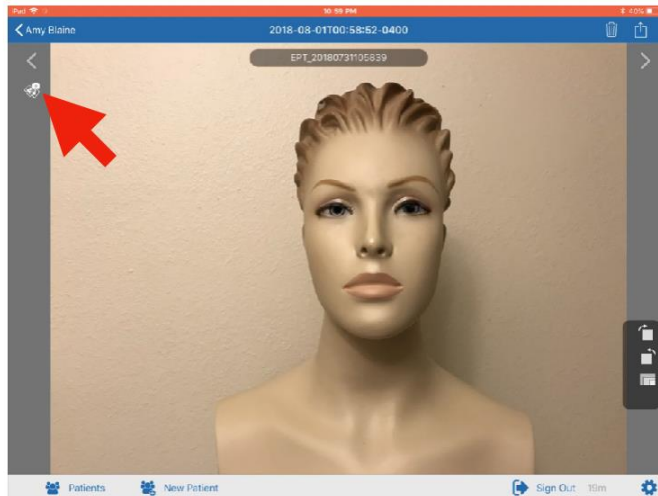 iPad 10:59 PM 40%
Amy Blaine 2018-08-01T00:58:52-0400
EPT_20180731105839
Patients New Patient Sign Out 19m